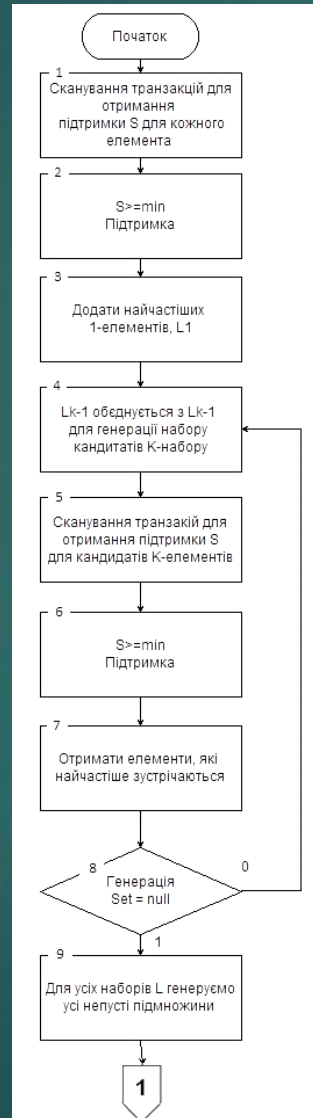 Початок
1
Сканування транзакцій для
отримання
підтримки S для кожного
елемента
2
S>=min
Підтримка
3
Додати найчастіших
1-елементів, L1
4
Lk-1 обєднується з Lk-1
для генерації набору
кандитатів K-набору
5
Сканування транзакій для
отримання підтримки S
для кандидатів K-елементів
6
S>=min
Підтримка
7
Отримати елементи, які
найчастіше зустрічаються
8
0
Генерація
Set = null
1
9
Для усіх наборів L генеруємо
усі непусті підмножини
1